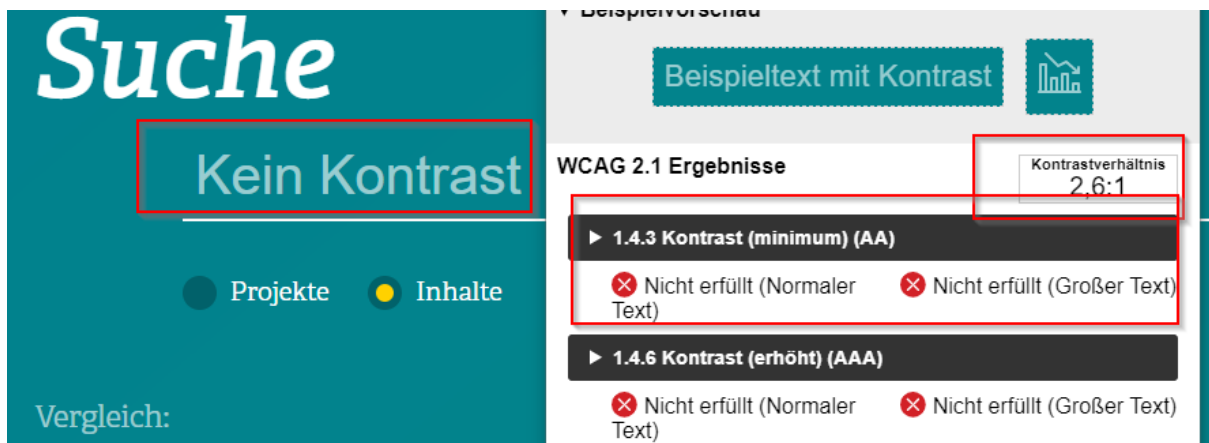 Suche
Kein Kontrast
Projekte
Inhalte
Vergleich:
Beispielvorschau
Beispieltext mit Kontrast
WCAG 2.1 Ergebnisse
Kontrastverhältnis
2,6:1
1.4.3 Kontrast (minimum) (AA)
Nicht erfüllt (Normaler
Text)
Nicht erfüllt (Großer Text)
1.4.6 Kontrast (erhöht) (AAA)
Nicht erfüllt (Normaler
Text)
Nicht erfüllt (Großer Text)